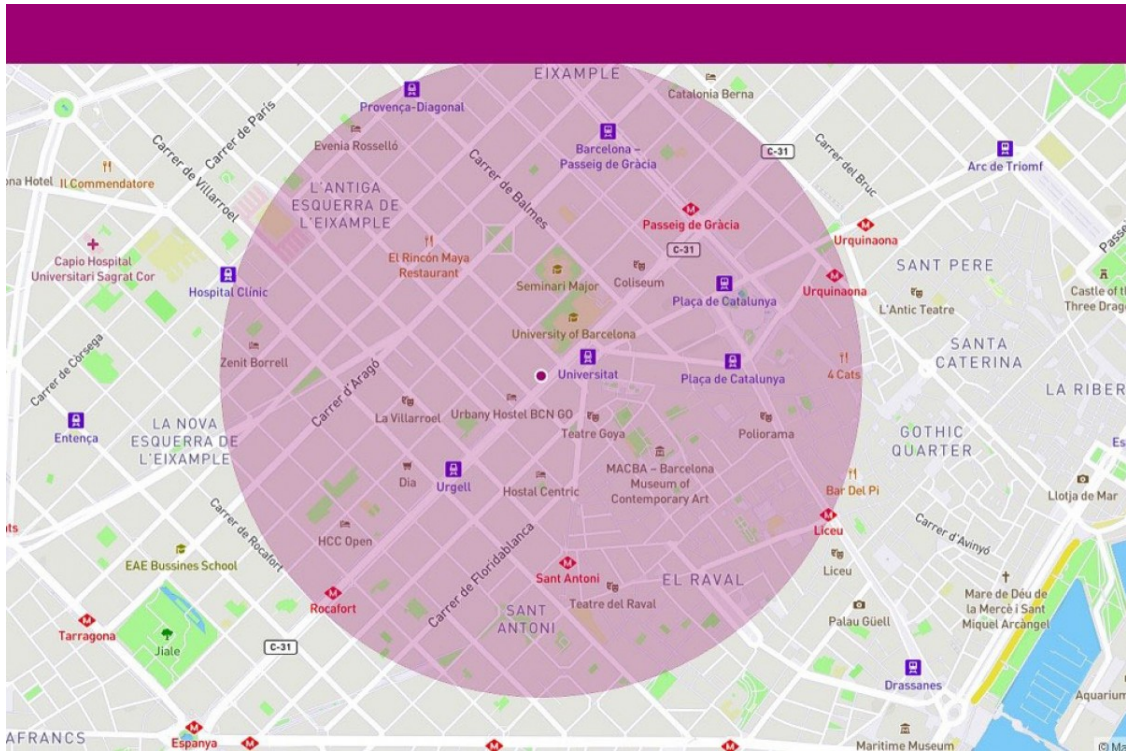 EIXAMPLE
Catalonia Berna
Provença-Diagonal
Carrer de París
Evenia Rosselló
Barcelona –
Passeig de Gràcia
C-31
Carrer del Bruc
Arc de Triomf
Carrer de Villarroel
Il Commendatore
ona Hotel
L'ANTIGA
ESQUERRA DE
L'EIXAMPLE
Carrer de Balmes
Passeig de Gràcia
Urquinaona
Passe
Capio Hospital
Universitari Sagrat Cor
El Rincón Maya
Restaurant
C-31
SANT PERE
Hospital Clínic
Seminari Major
Coliseum
Plaça de Catalunya
Urquinaona
L'Antic Teatre
Castle of th
Three Drago
University of Barcelona
Carrer de Còrsega
Zenit Borrell
Carrer d'Aragó
Universitat
Plaça de Catalunya
4 Cats
SANTA
CATERINA
LA RIBER
Entença
LA NOVA
ESQUERRA DE
L'EIXAMPLE
La Villarroel
Urbany Hostel BCN GO
Teatre Goya
Poliorama
GOTHIC
QUARTER
Es
Dia
Urgell
Hostal Centric
MACBA – Barcelona
Museum of
Contemporary Art
Bar Del Pi
Llotja de Mar
ts
Carrer de Rocafort
HCC Open
Carrer de Floridablanca
Liceu
Carrer d'Avinyó
EAE Bussines School
Sant Antoni
EL RAVAL
Liceu
Rocafort
Teatre del Raval
SANT
ANTONI
Palau Güell
Mare de Déu de
la Mercè i Sant
Miquel Arcàngel
Tarragona
Jiale
C-31
Drassanes
Aquarium
AFRANCS
Espanya
Maritime Museum
© Ma